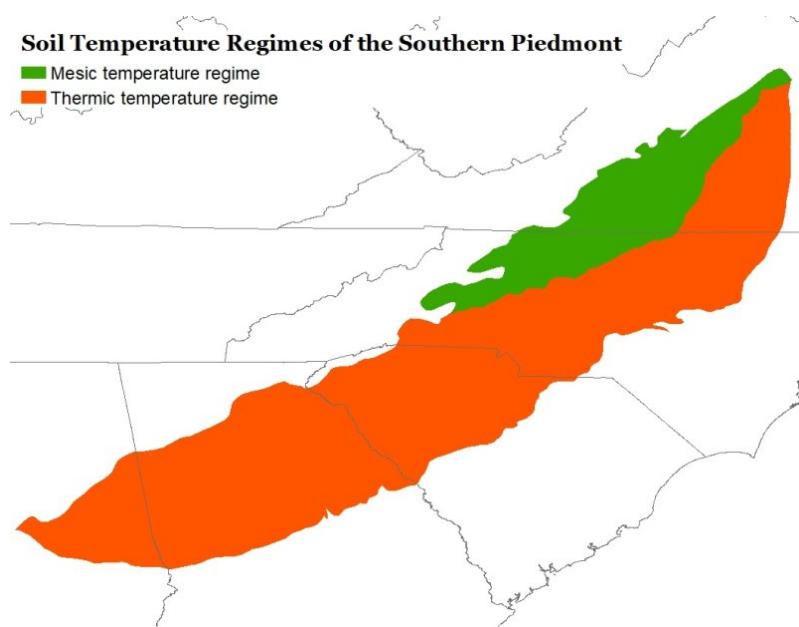 Soil Temperature Regimes of the Southern Piedmont
Mesic temperature regime
Thermic temperature regime